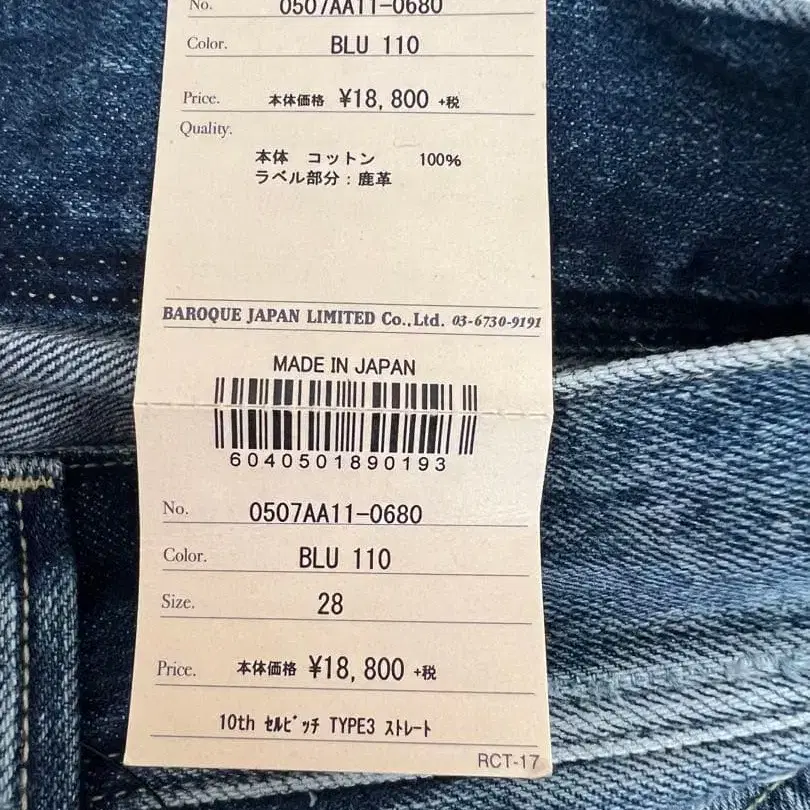 No. 0507AA11-0680
Color. BLU 110
Price. 本体価格 ¥18,800 +税
Quality.
本体 コットン 100%
ラベル部分：鹿革
BAROQUE JAPAN LIMITED Co.,Ltd. 03-6730-9191
MADE IN JAPAN
6040501890193
No. 0507AA11-0680
Color. BLU 110
Size. 28
Price. 本体価格 ¥18,800 +税
10th ｾﾙﾋﾞｯﾁ TYPE3 ｽﾄﾚｰﾄ
RCT-17